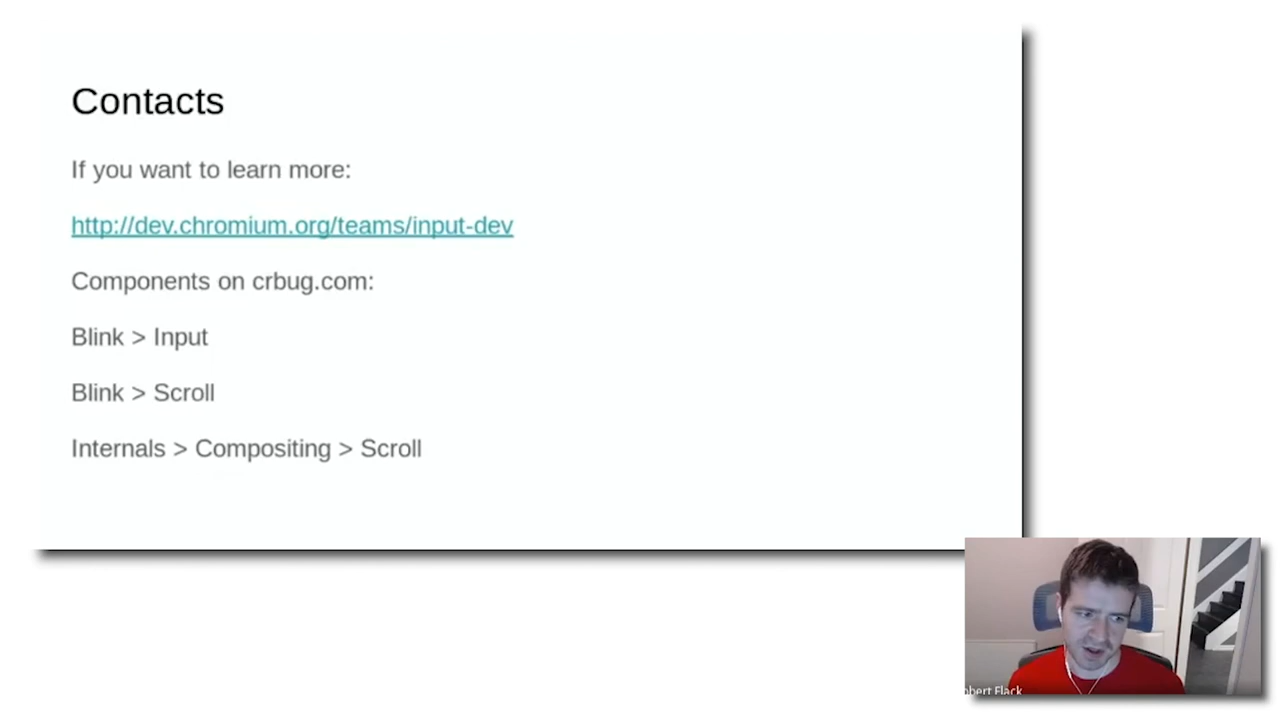 Contacts
If you want to learn more:
http://dev.chromium.org/teams/input-dev
Components on crbug.com:
Blink > Input
Blink > Scroll
Internals > Compositing > Scroll
Flack